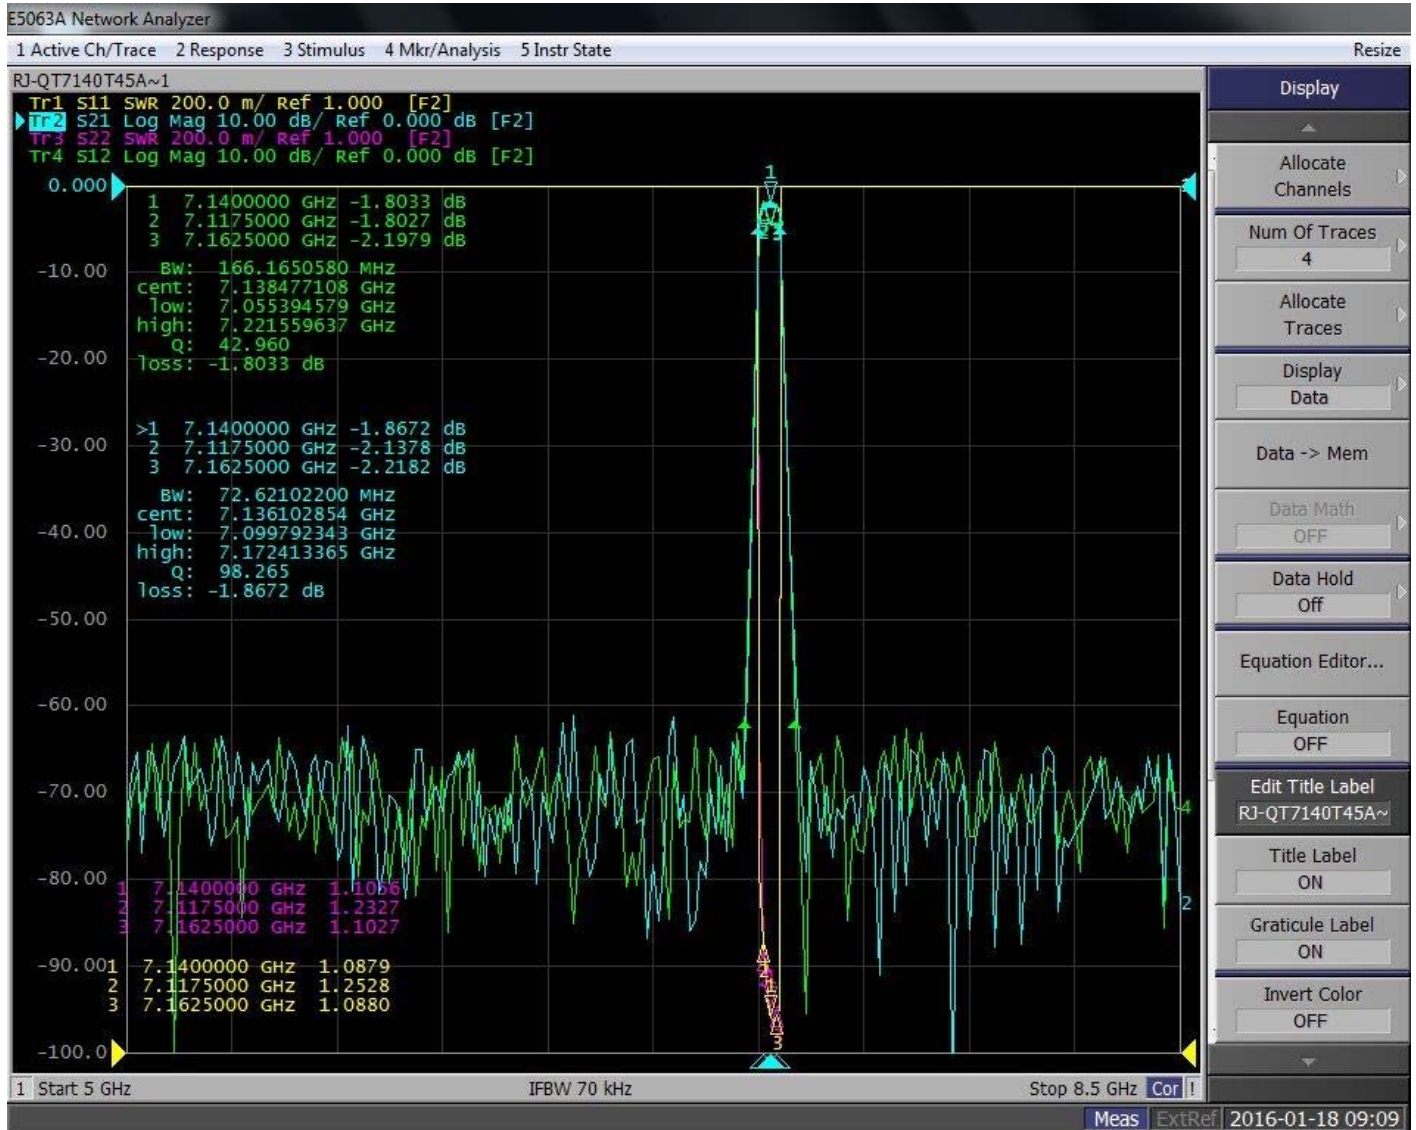 E5063A Network Analyzer
1 Active Ch/Trace 2 Response 3 Stimulus 4 Mkr/Analysis 5 Instr State Resize
RJ-QT7140T45A~1
Tr1 S11 SWR 200.0 m/ Ref 1.000 [F2]
Tr2 S21 Log Mag 10.00 dB/ Ref 0.000 dB [F2]
Tr3 S22 SWR 200.0 m/ Ref 1.000 [F2]
Tr4 S12 Log Mag 10.00 dB/ Ref 0.000 dB [F2]
0.000
-10.00
-20.00
-30.00
-40.00
-50.00
-60.00
-70.00
-80.00
-90.00
-100.0
1 7.1400000 GHz -1.8033 dB
2 7.1175000 GHz -1.8027 dB
3 7.1625000 GHz -2.1979 dB
BW: 166.1650580 MHz
cent: 7.138477108 GHz
low: 7.055394579 GHz
high: 7.221559637 GHz
Q: 42.960
loss: -1.8033 dB
>1 7.1400000 GHz -1.8672 dB
2 7.1175000 GHz -2.1378 dB
3 7.1625000 GHz -2.2182 dB
BW: 72.62102200 MHz
cent: 7.136102854 GHz
low: 7.099792343 GHz
high: 7.172413365 GHz
Q: 98.265
loss: -1.8672 dB
1 7.1400000 GHz 1.1056
2 7.1175000 GHz 1.2327
3 7.1625000 GHz 1.1027
1 7.1400000 GHz 1.0879
2 7.1175000 GHz 1.2528
3 7.1625000 GHz 1.0880
1
3
4
2
1 Start 5 GHz IFBW 70 kHz Stop 8.5 GHz Cor !
Display
Allocate
Channels
Num Of Traces
4
Allocate
Traces
Display
Data
Data -> Mem
Data Math
OFF
Data Hold
Off
Equation Editor...
Equation
OFF
Edit Title Label
RJ-QT7140T45A~
Title Label
ON
Graticule Label
ON
Invert Color
OFF
Meas ExtRef 2016-01-18 09:09